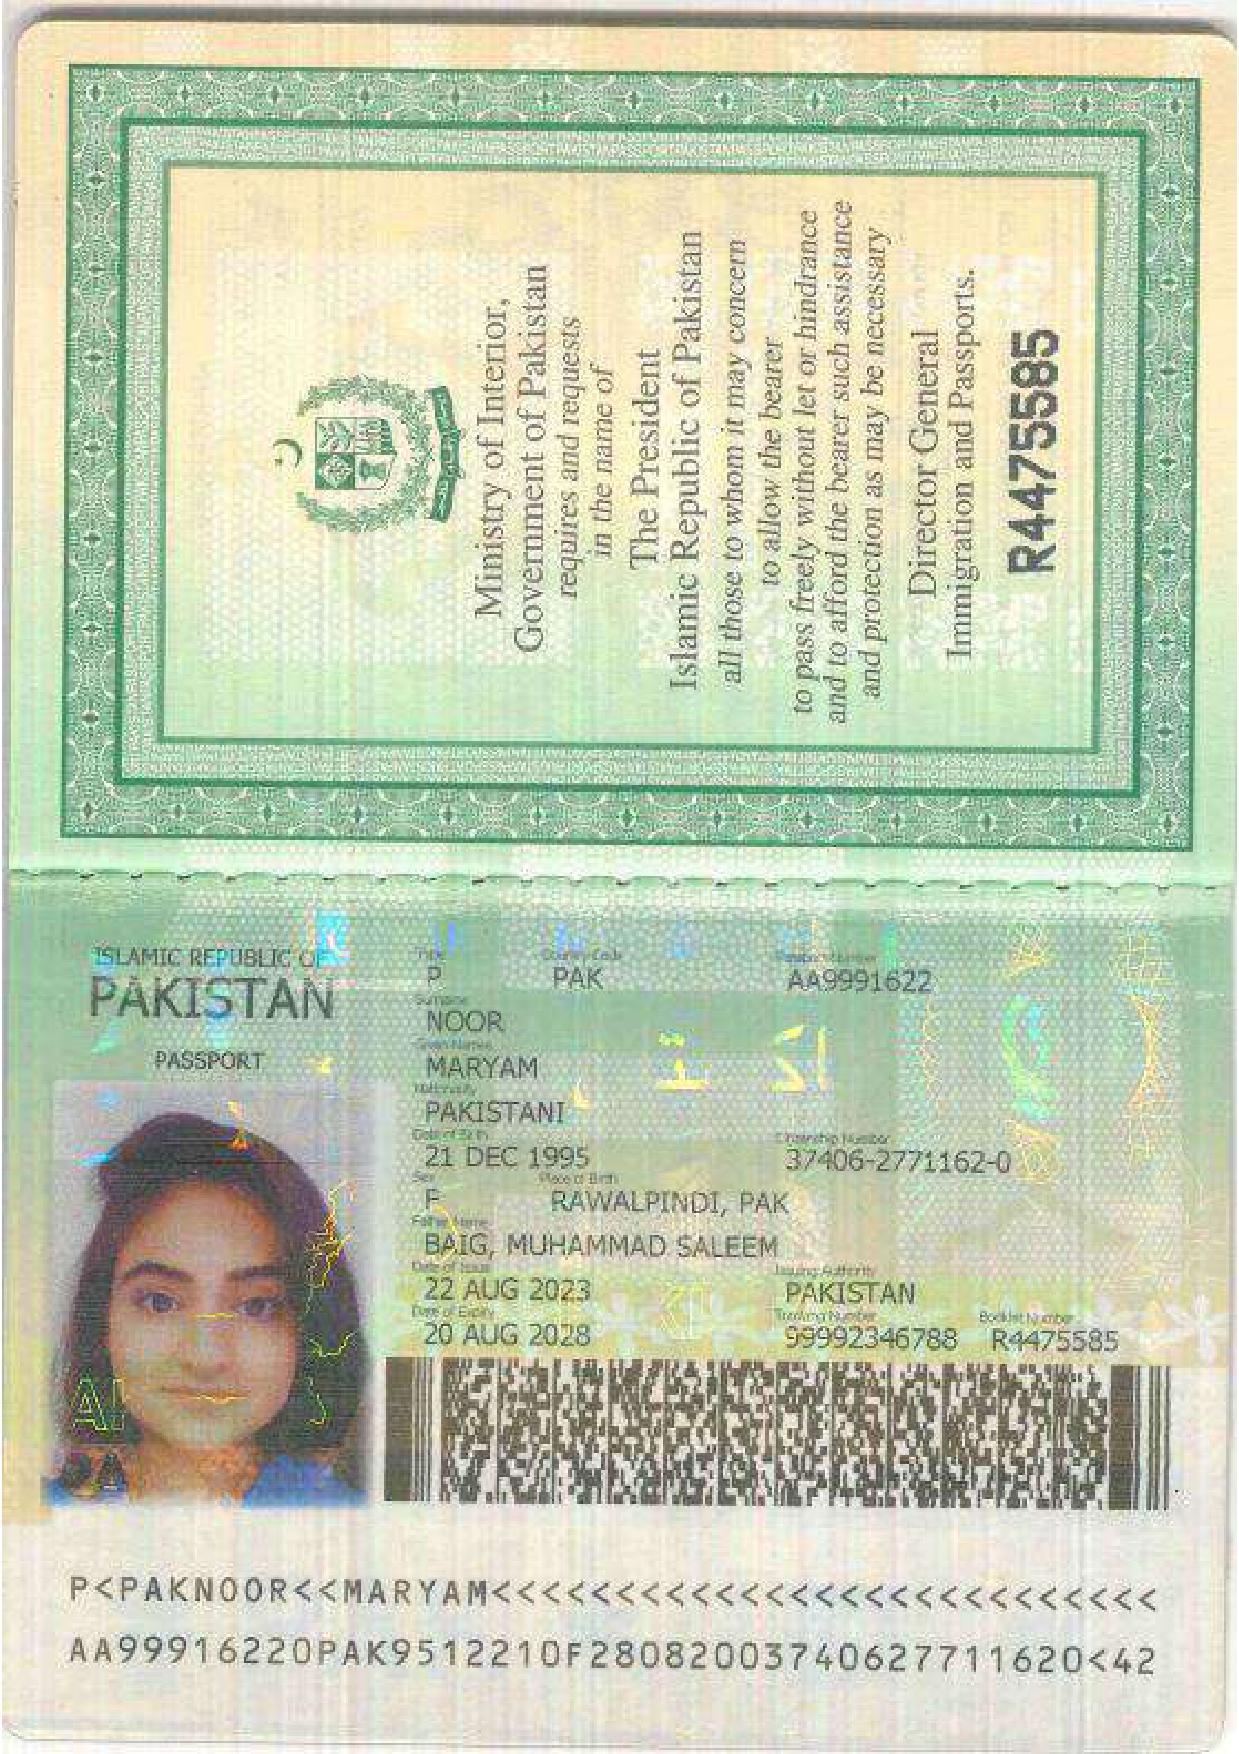 Ministry of Interior,
Government of Pakistan
requires and requests
in the name of
The President
Islamic Republic of Pakistan
all those to whom it may concern
to allow the bearer
to pass freely without let or hindrance
and to afford the bearer such assistance
and protection as may be necessary
Director General
Immigration and Passports.
R4475585
ISLAMIC REPUBLIC OF
PAKISTAN
PASSPORT
Type Country Code Passport Number
P PAK AA9991622
Surname
NOOR
Given Names
MARYAM
Nationality
PAKISTANI
Date of Birth Citizenship Number
21 DEC 1995 37406-2771162-0
Sex Place of Birth
F RAWALPINDI, PAK
Father Name
BAIG, MUHAMMAD SALEEM
Date of Issue Issuing Authority
22 AUG 2023 PAKISTAN
Date of Expiry Tracking Number Booklet Number
20 AUG 2028 99992346788 R4475585
P<PAKNOOR<<MARYAM<<<<<<<<<<<<<<<<<<<<<<<<<<<
AA99916220PAK9512210F28082003740627711620<42